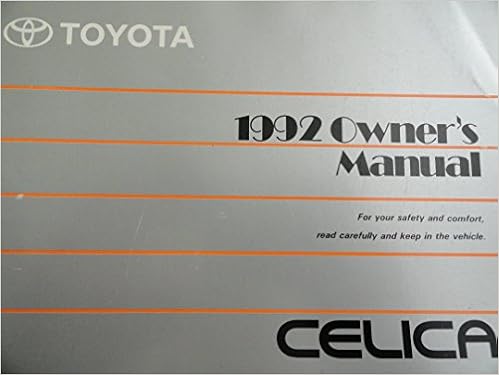 TOYOTA
1992 Owner's
Manual
For your safety and comfort,
read carefully and keep in the vehicle.
CELICA